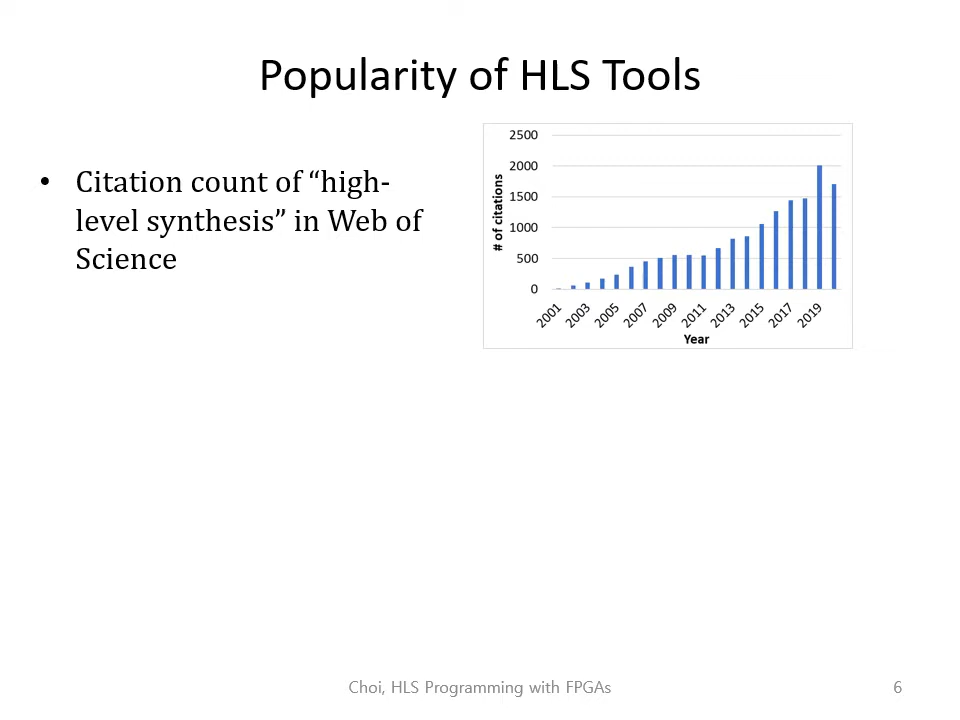 Popularity of HLS Tools
• Citation count of “high-
level synthesis” in Web of
Science
2500
2000
1500
1000
500
0
# of citations
2001
2003
2005
2007
2009
2011
2013
2015
2017
2019
Year
Choi, HLS Programming with FPGAs
6